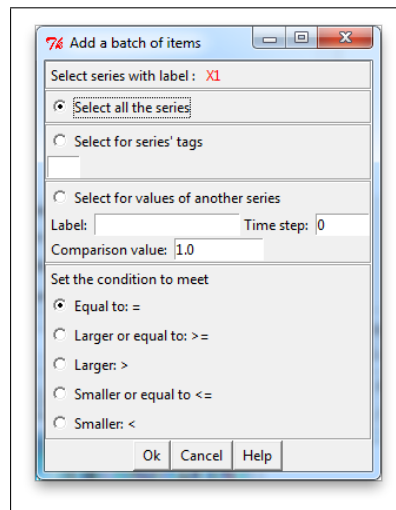 Add a batch of items
Select series with label : X1
Select all the series
Select for series' tags
Select for values of another series
Label: Time step: 0
Comparison value: 1.0
Set the condition to meet
Equal to: =
Larger or equal to: >=
Larger: >
Smaller or equal to <=
Smaller: <
Ok Cancel Help